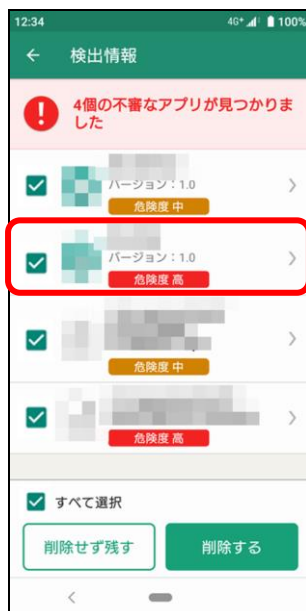 12:34 4G+ 100%
検出情報
4個の不審なアプリが見つかりま
した
バージョン：1.0
危険度 中
バージョン：1.0
危険度 高
危険度 中
危険度 高
すべて選択
削除せず残す 削除する